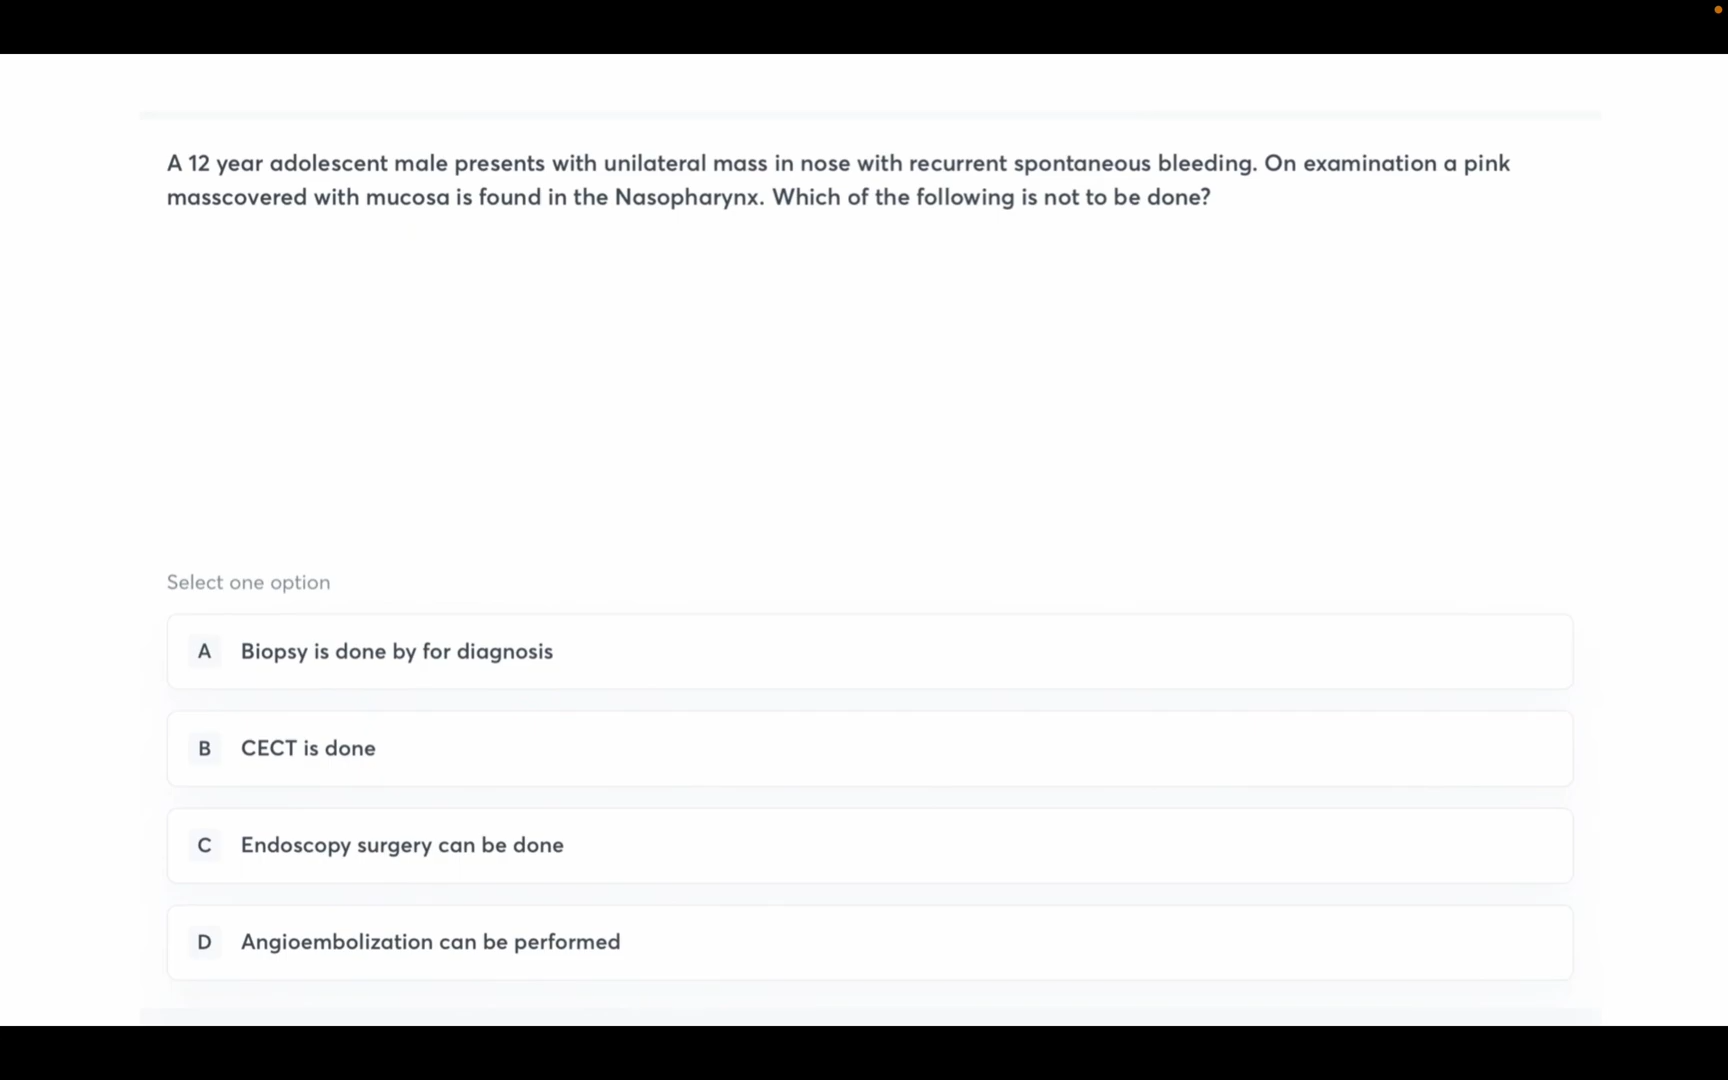 A 12 year adolescent male presents with unilateral mass in nose with recurrent spontaneous bleeding. On examination a pink
masscovered with mucosa is found in the Nasopharynx. Which of the following is not to be done?
Select one option
A Biopsy is done by for diagnosis
B CECT is done
C Endoscopy surgery can be done
D Angioembolization can be performed